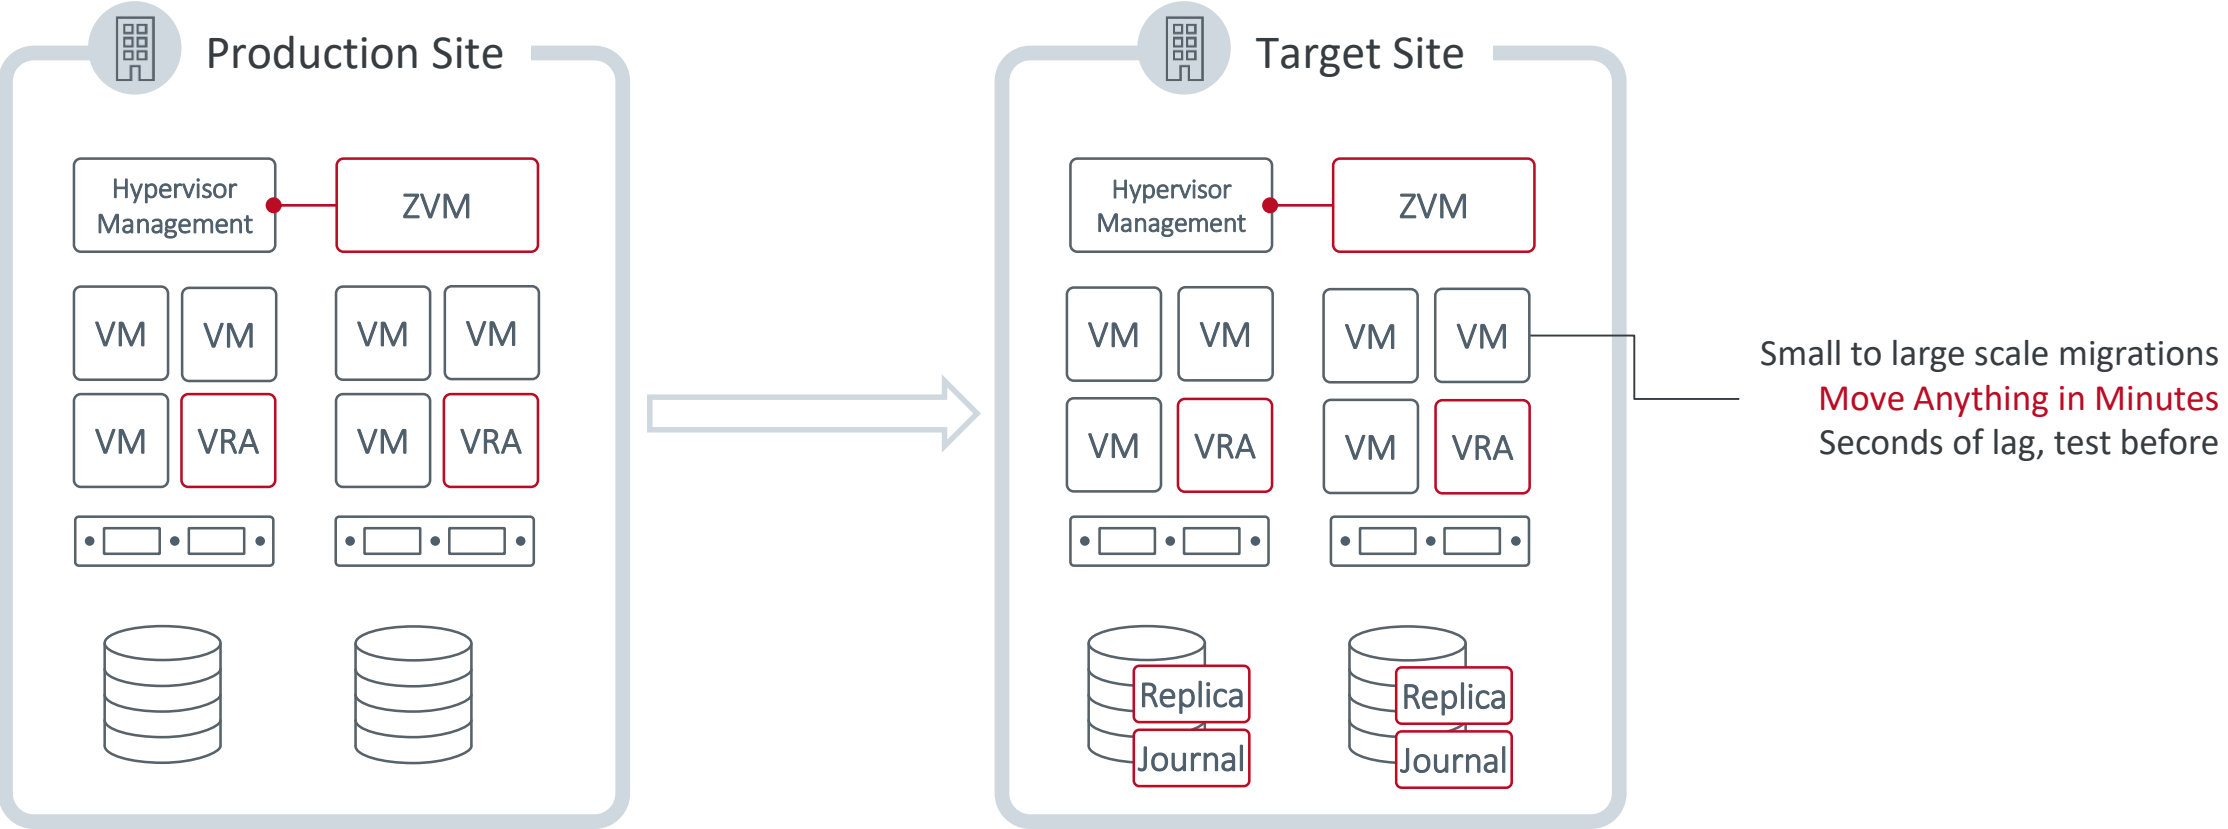 Production Site
Hypervisor
Management
ZVM
VM
VM
VM
VM
VM
VRA
VM
VRA
Target Site
Hypervisor
Management
ZVM
VM
VM
VM
VM
VM
VRA
VM
VRA
Replica
Journal
Replica
Journal
Small to large scale migrations
Move Anything in Minutes
Seconds of lag, test before